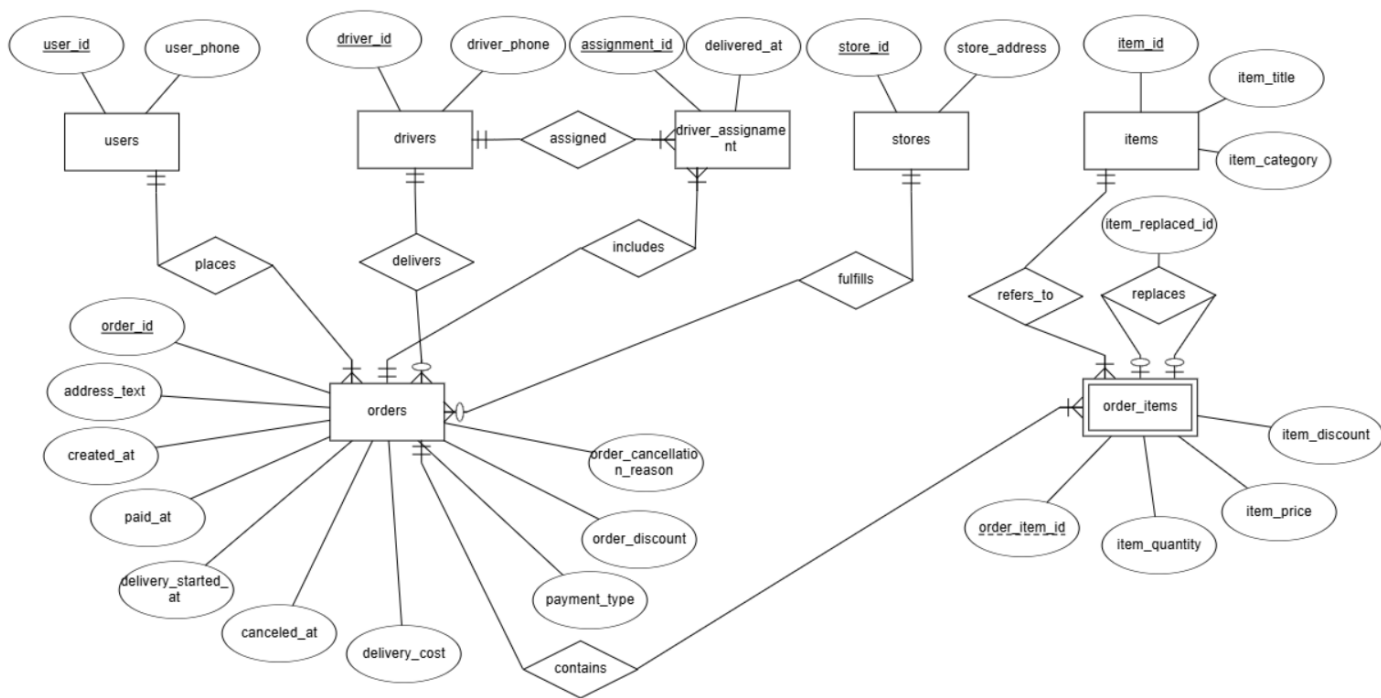 user_id
user_phone
driver_id
driver_phone
assignment_id
delivered_at
store_id
store_address
item_id
item_title
item_category
users
drivers
assigned
driver_assigname
nt
stores
items
item_replaced_id
places
delivers
includes
fulfills
refers_to
replaces
order_id
address_text
created_at
paid_at
delivery_started_
at
canceled_at
delivery_cost
payment_type
order_discount
order_cancellatio
n_reason
orders
order_items
item_discount
item_price
item_quantity
order_item_id
contains